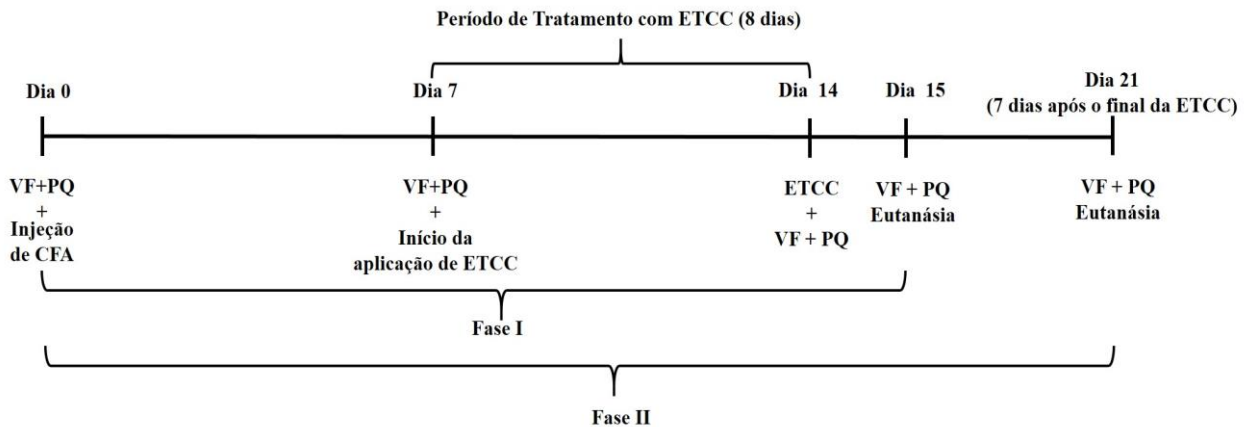 Período de Tratamento com ETCC (8 dias)
Dia 0
Dia 7
Dia 14
Dia 15
Dia 21
(7 dias após o final da ETCC)
VF+PQ
+
Injeção
de CFA
VF+PQ
+
Início da
aplicação de ETCC
ETCC
+
VF + PQ
VF + PQ
Eutanásia
VF + PQ
Eutanásia
Fase I
Fase II